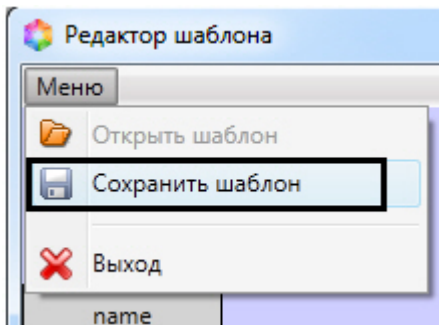 Редактор шаблона
Меню
Открыть шаблон
Сохранить шаблон
Выход
name